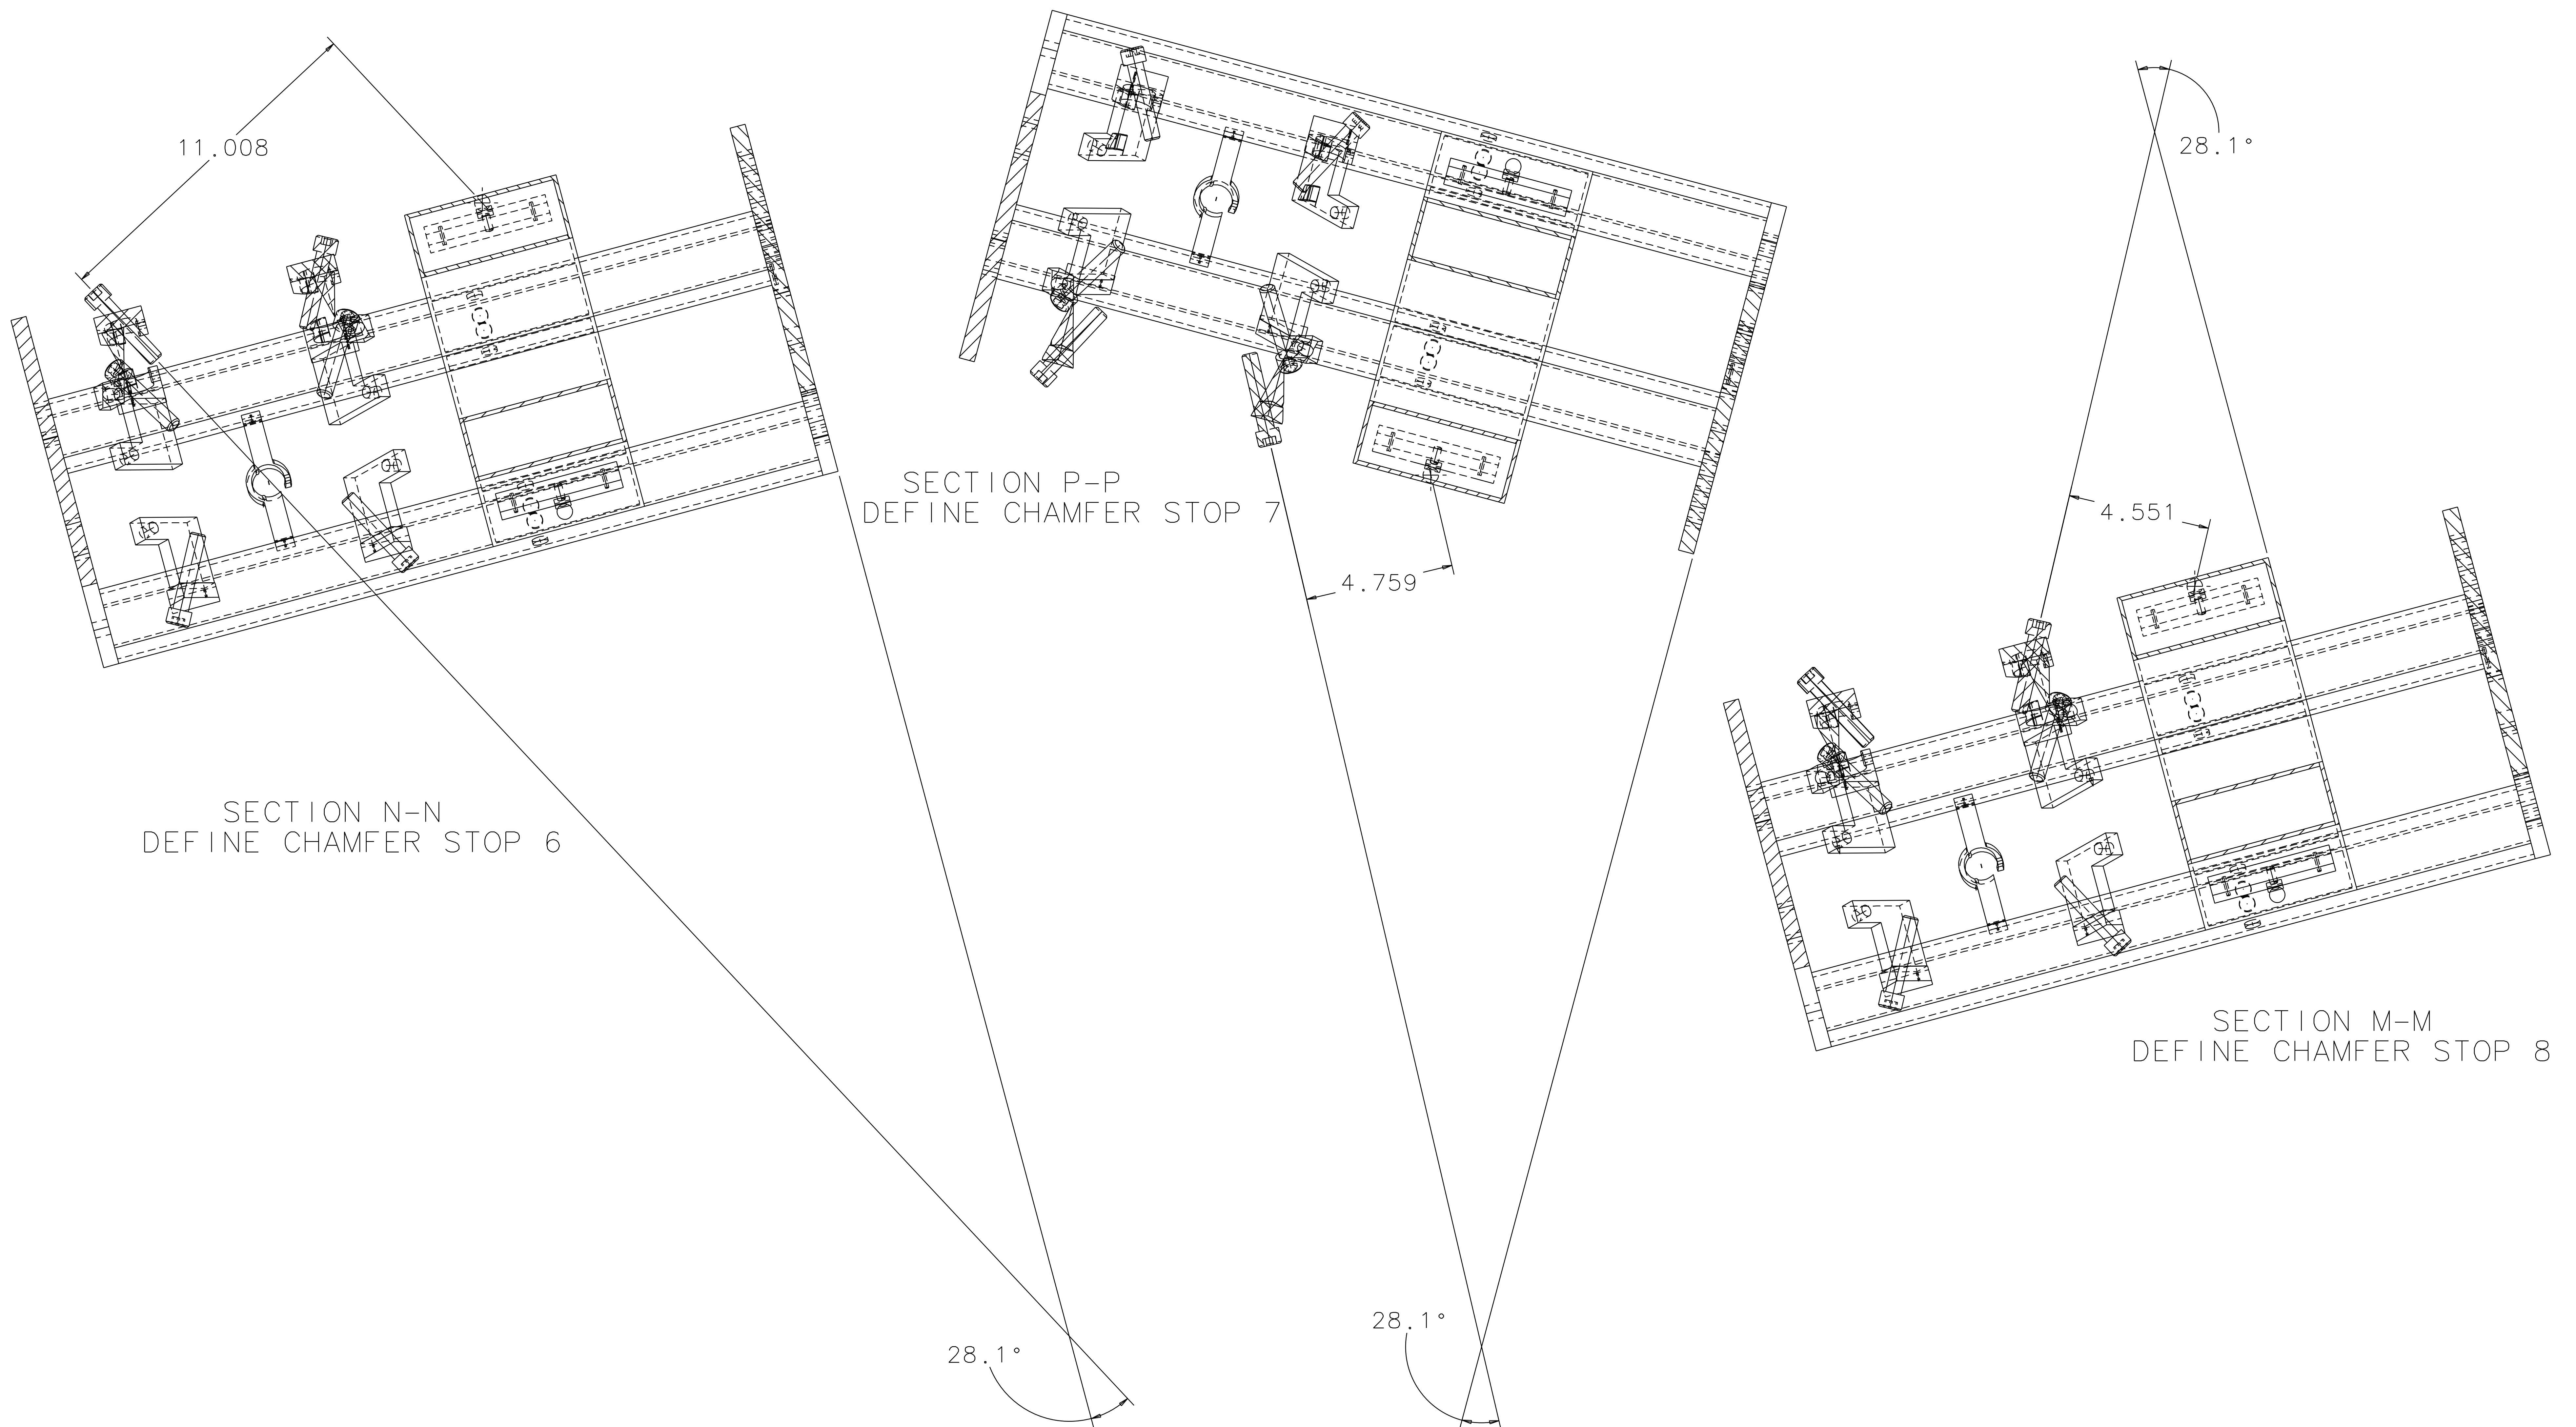 11.008
28.1°
SECTION P-P
DEFINE CHAMFER STOP 7
4.551
4.759
SECTION N-N
DEFINE CHAMFER STOP 6
SECTION M-M
DEFINE CHAMFER STOP 8
28.1°
28.1°